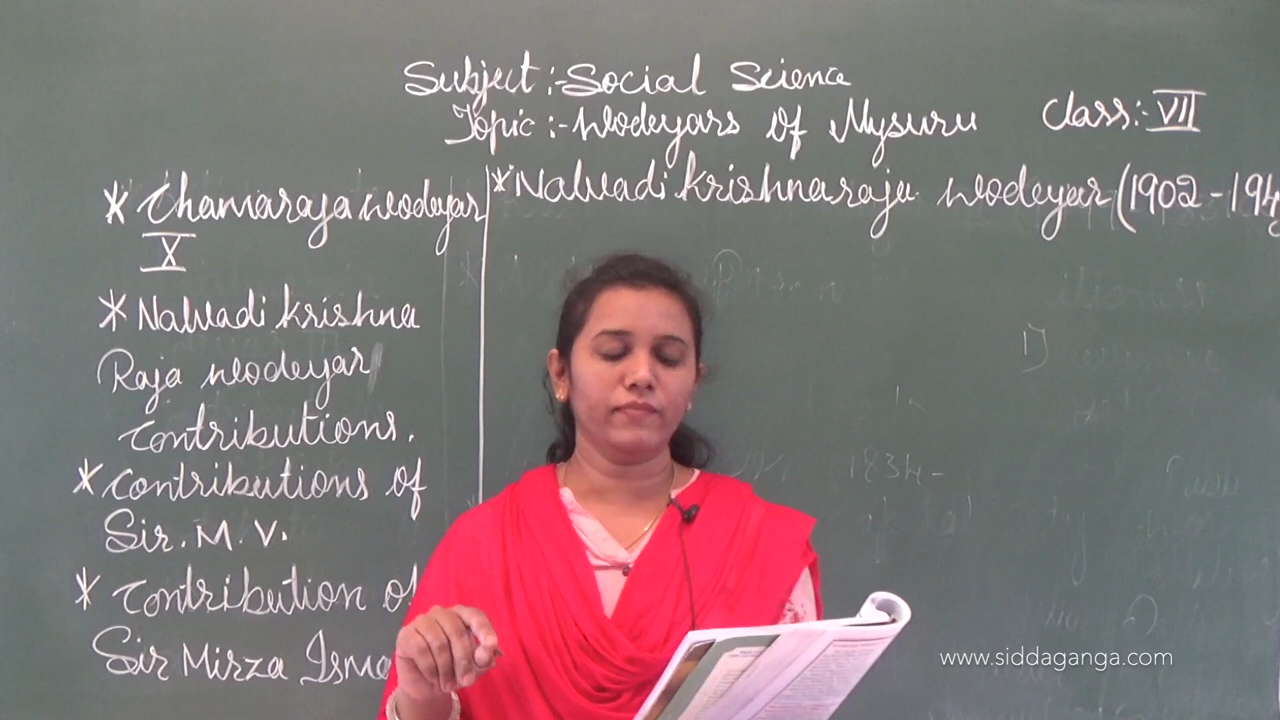 Subject :- Social Science
Topic :- Wodeyars of Mysuru
Class:- VII
* Chamaraja Wodeyar
X
* Nalwadi Krishna
Raja Wodeyar
Contributions.
* Contributions of
Sir. M. V.
* Contribution of
Sir Mirza Isma
* Nalwadi Krishnaraja Wodeyar (1902 - 194
www.siddaganga.com